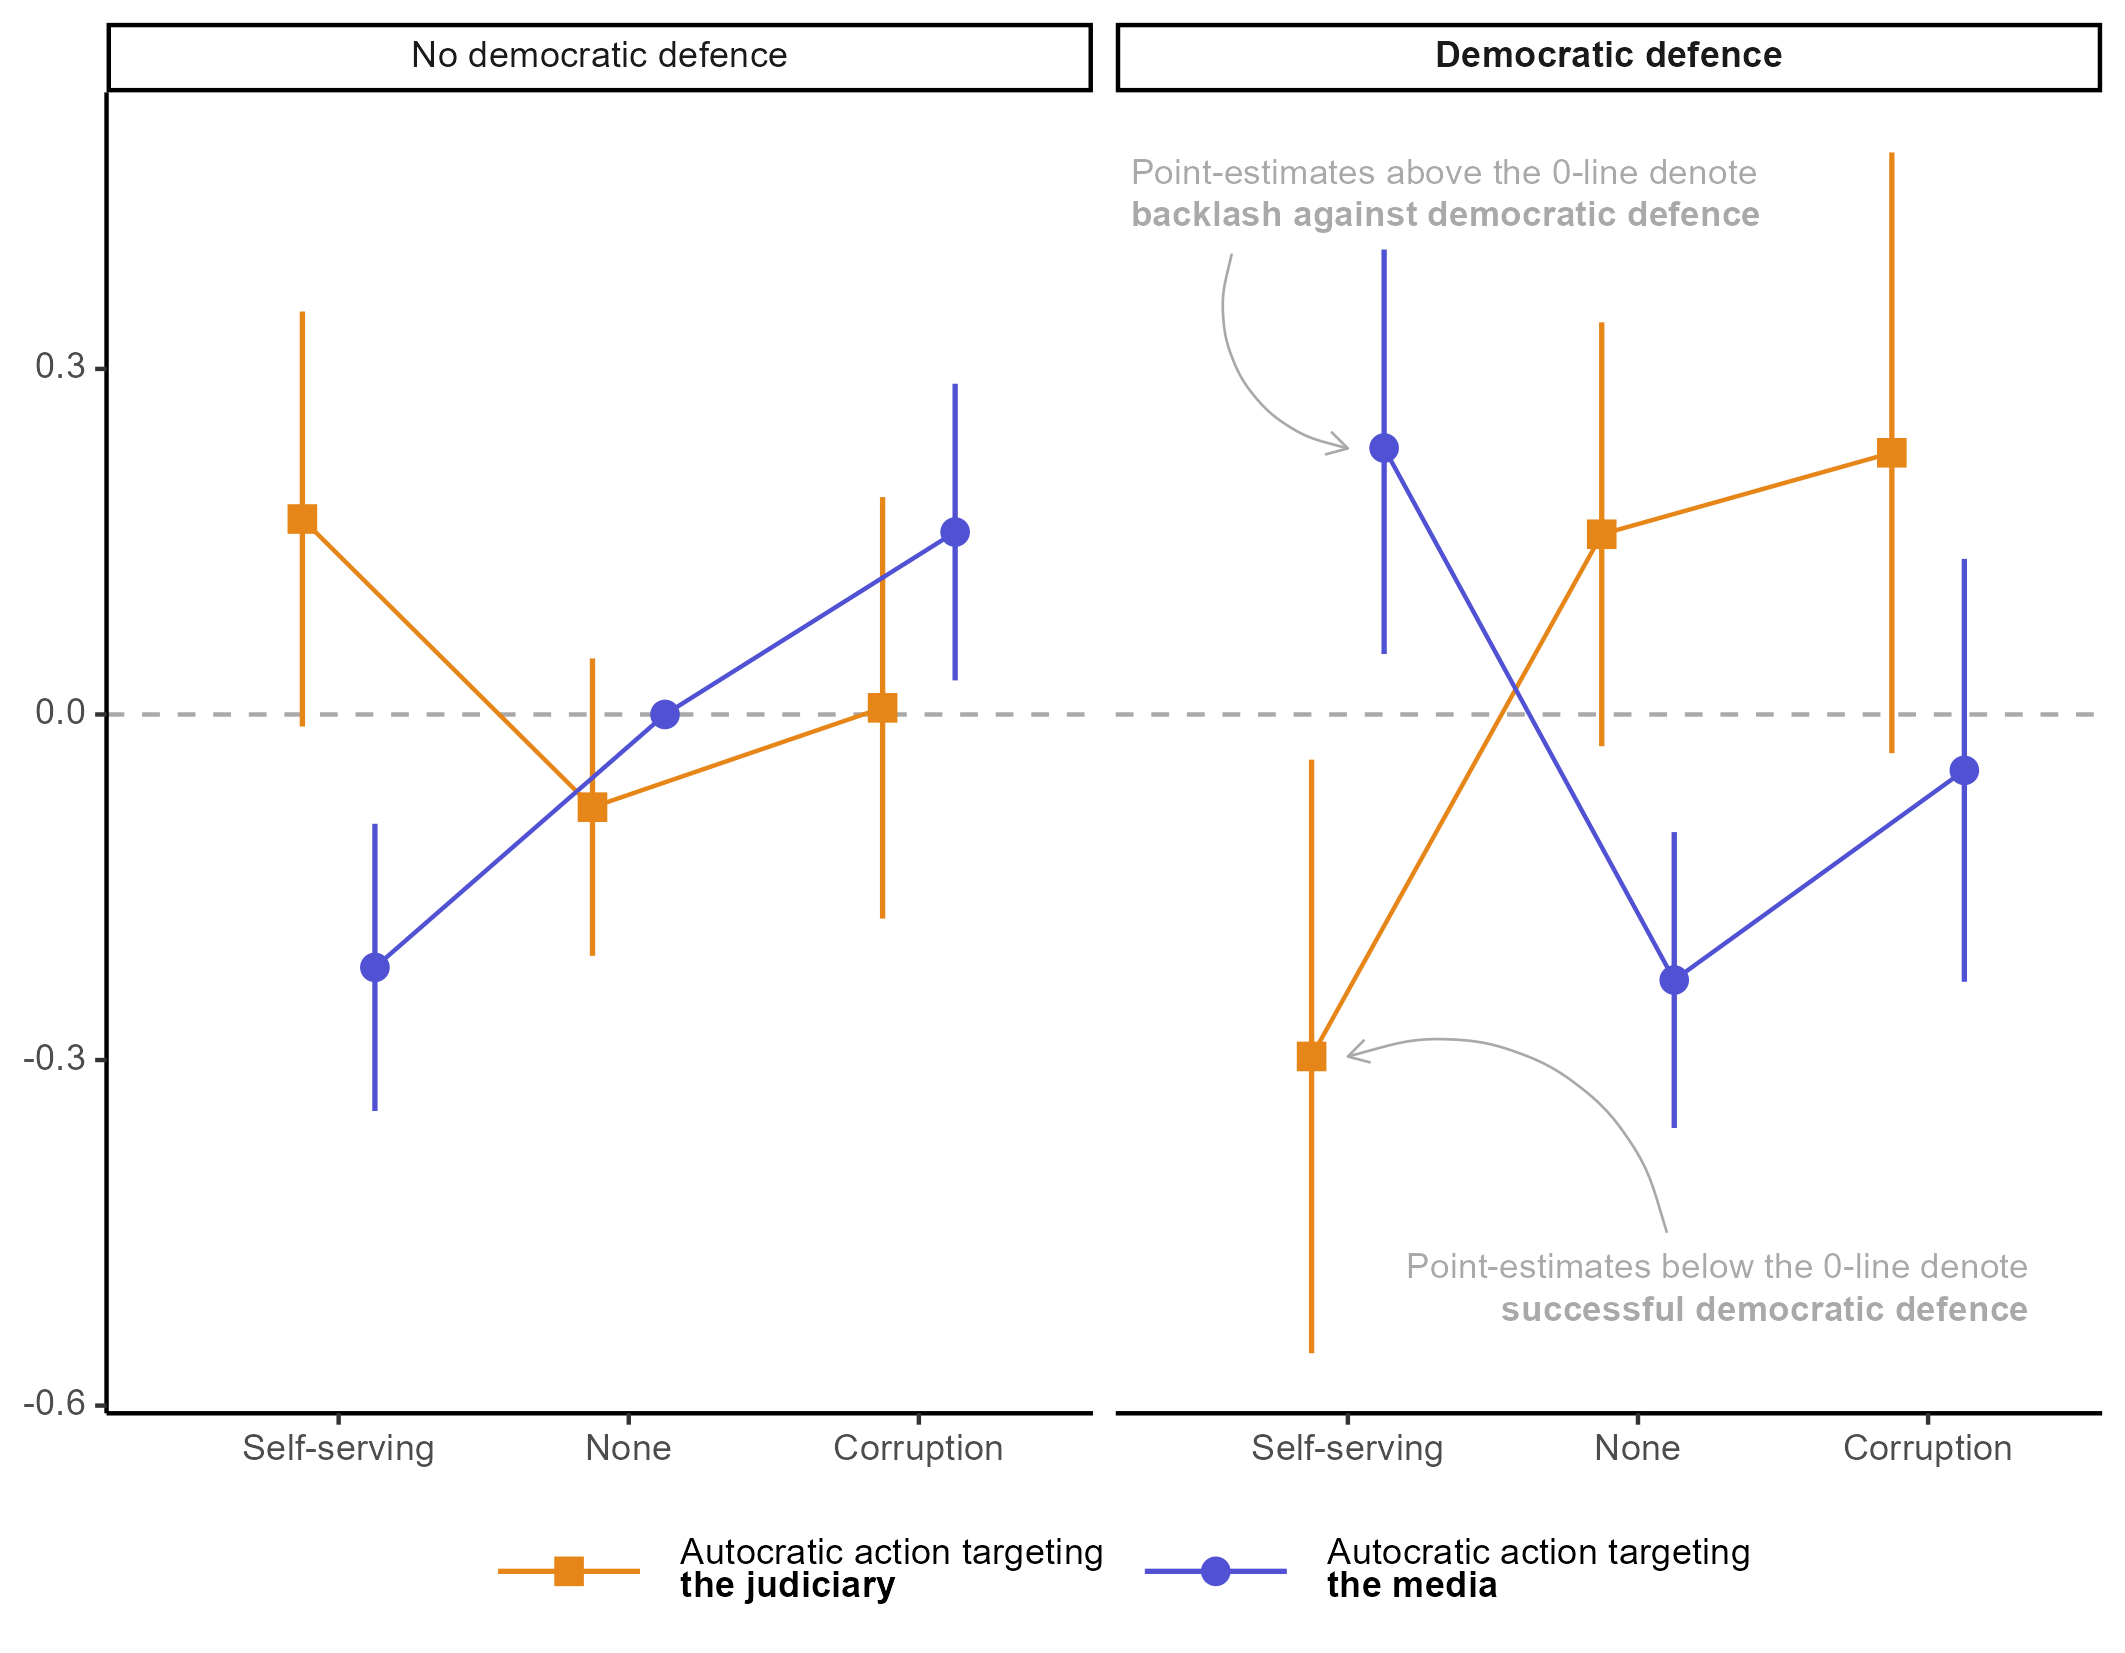 No democratic defence
Democratic defence
Point-estimates above the 0-line denote
backlash against democratic defence
0.3
0.0
-0.3
-0.6
Point-estimates below the 0-line denote
successful democratic defence
Self-serving
None
Corruption
Self-serving
None
Corruption
Autocratic action targeting
the judiciary
Autocratic action targeting
the media